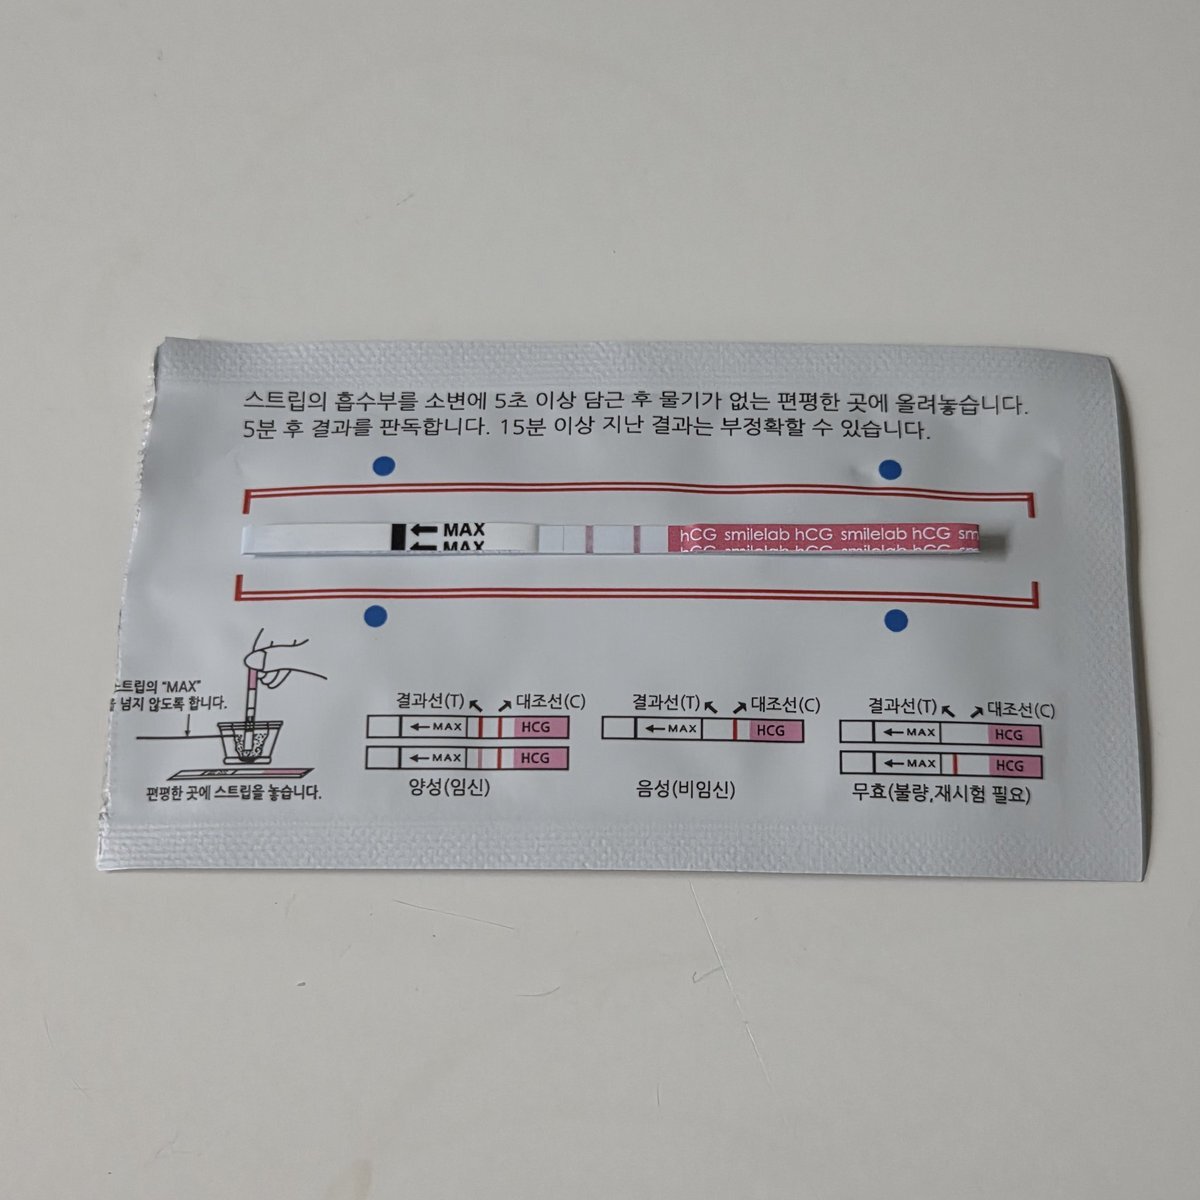 스트립의 흡수부를 소변에 5초 이상 담근 후 물기가 없는 편평한 곳에 올려놓습니다.
5분 후 결과를 판독합니다. 15분 이상 지난 결과는 부정확할 수 있습니다.
MAX
MAX
hCG smilelab hCG smilelab hCG sm
스트립의 “MAX”
넘지 않도록 합니다.
편평한 곳에 스트립을 놓습니다.
결과선(T) 대조선(C)
MAX HCG
MAX HCG
양성(임신)
결과선(T) 대조선(C)
MAX HCG
음성(비임신)
결과선(T) 대조선(C)
MAX HCG
MAX HCG
무효(불량,재시험 필요)